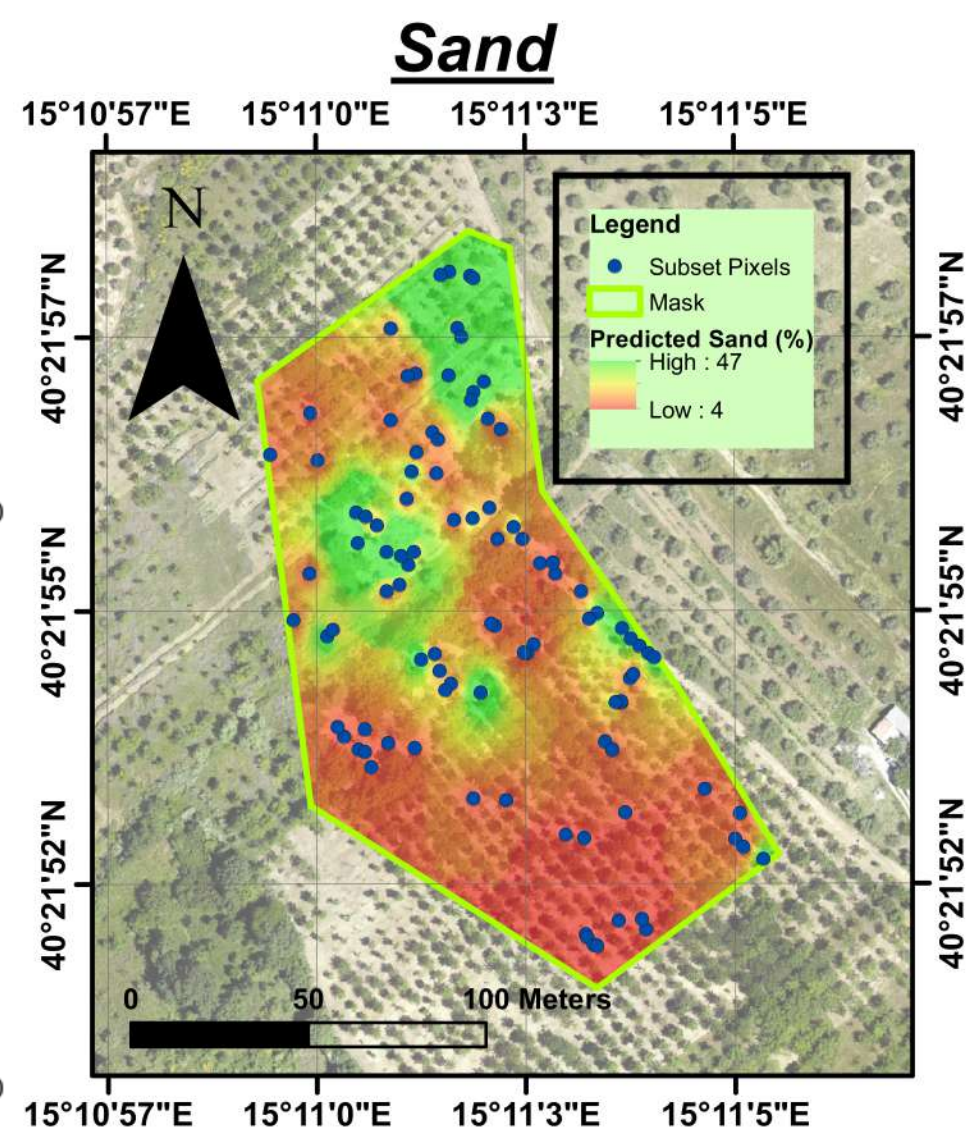 Sand
15°10'57"E 15°11'0"E 15°11'3"E 15°11'5"E
N
Legend
Subset Pixels
Mask
Predicted Sand (%)
High : 47
Low : 4
40°21'57"N 40°21'57"N
40°21'55"N 40°21'55"N
40°21'52"N 40°21'52"N
0 50 100 Meters
15°10'57"E 15°11'0"E 15°11'3"E 15°11'5"E